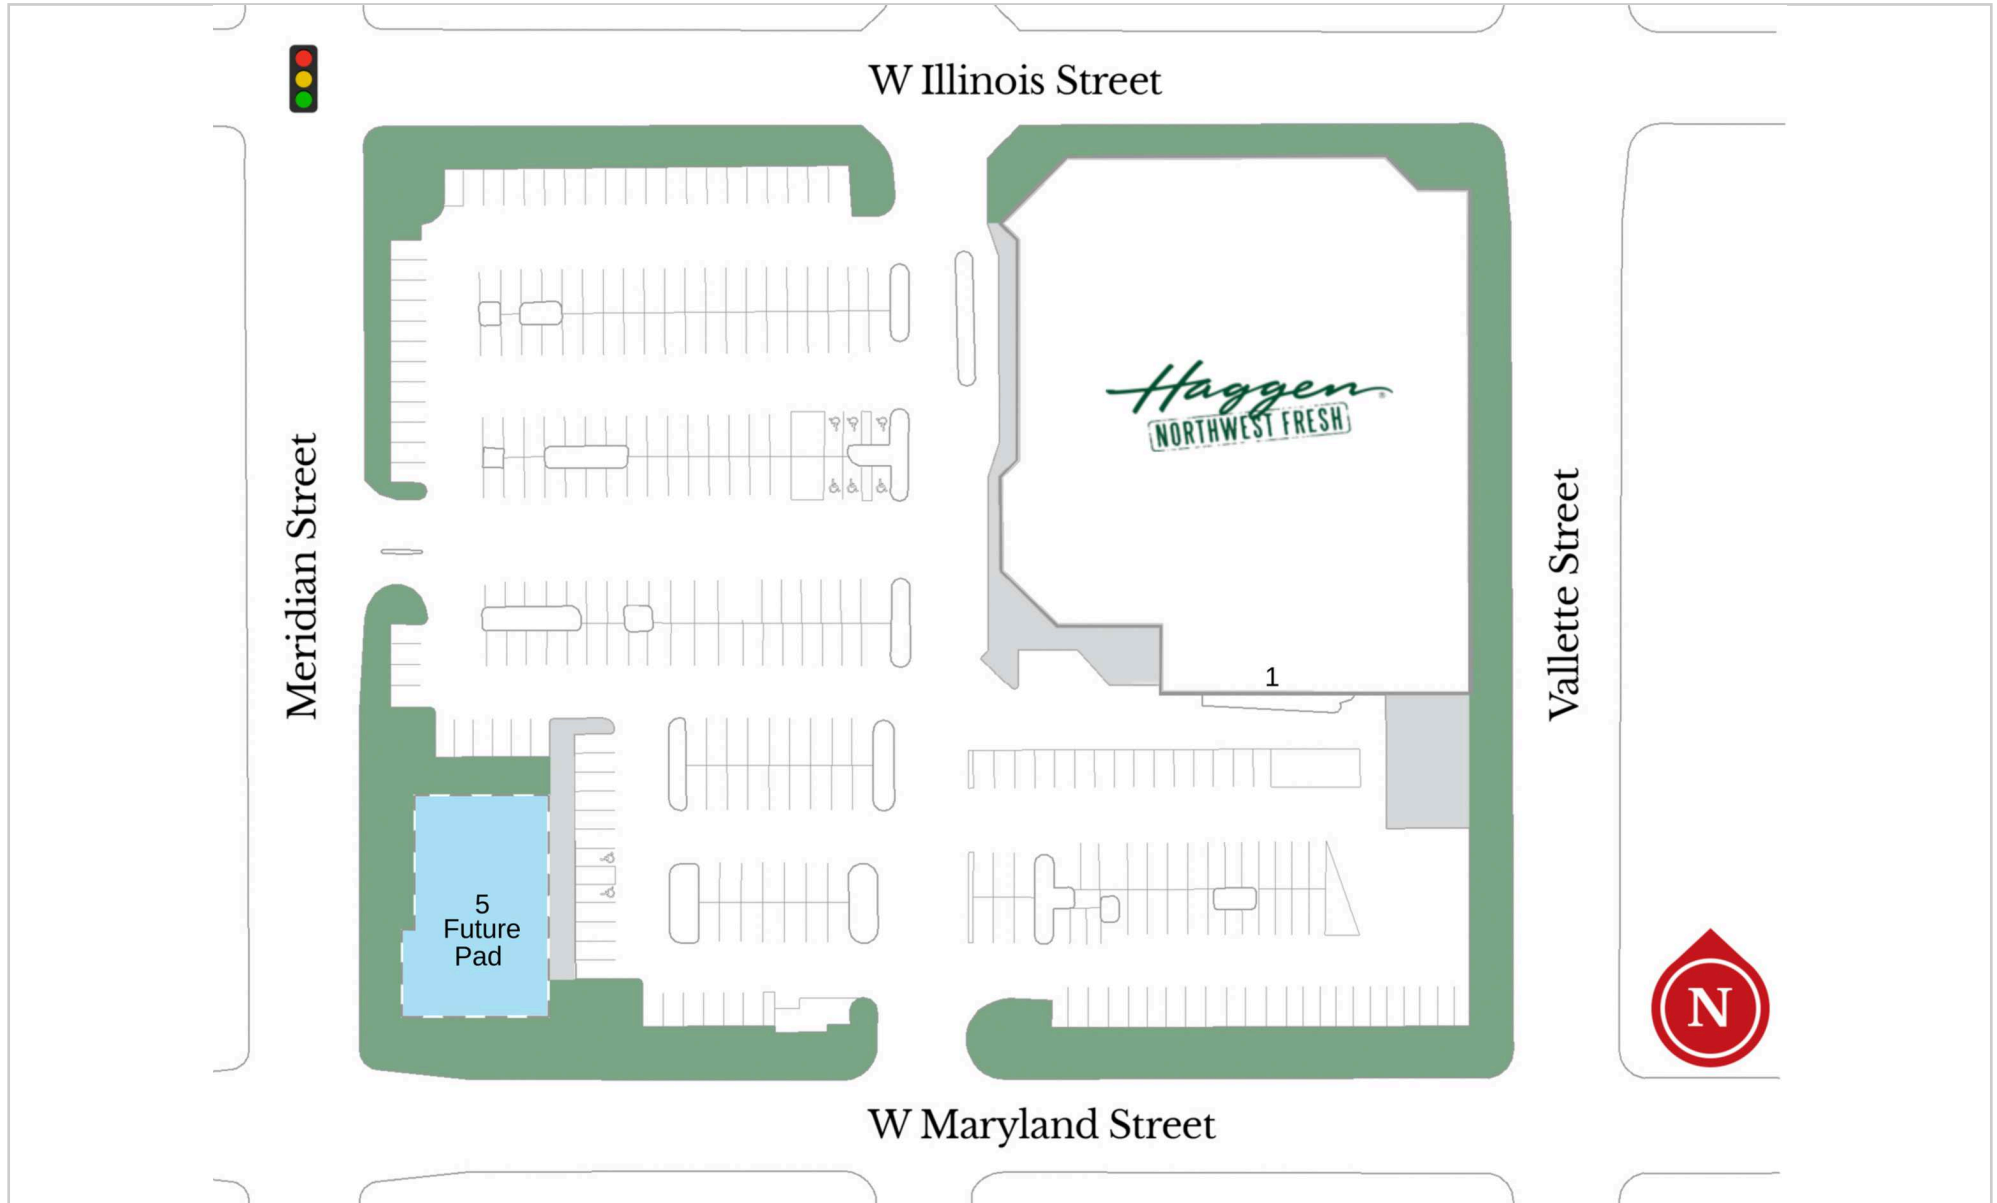 W Illinois Street
Meridian Street
Haggen®
NORTHWEST FRESH
Vallette Street
1
5
Future
Pad
N
W Maryland Street